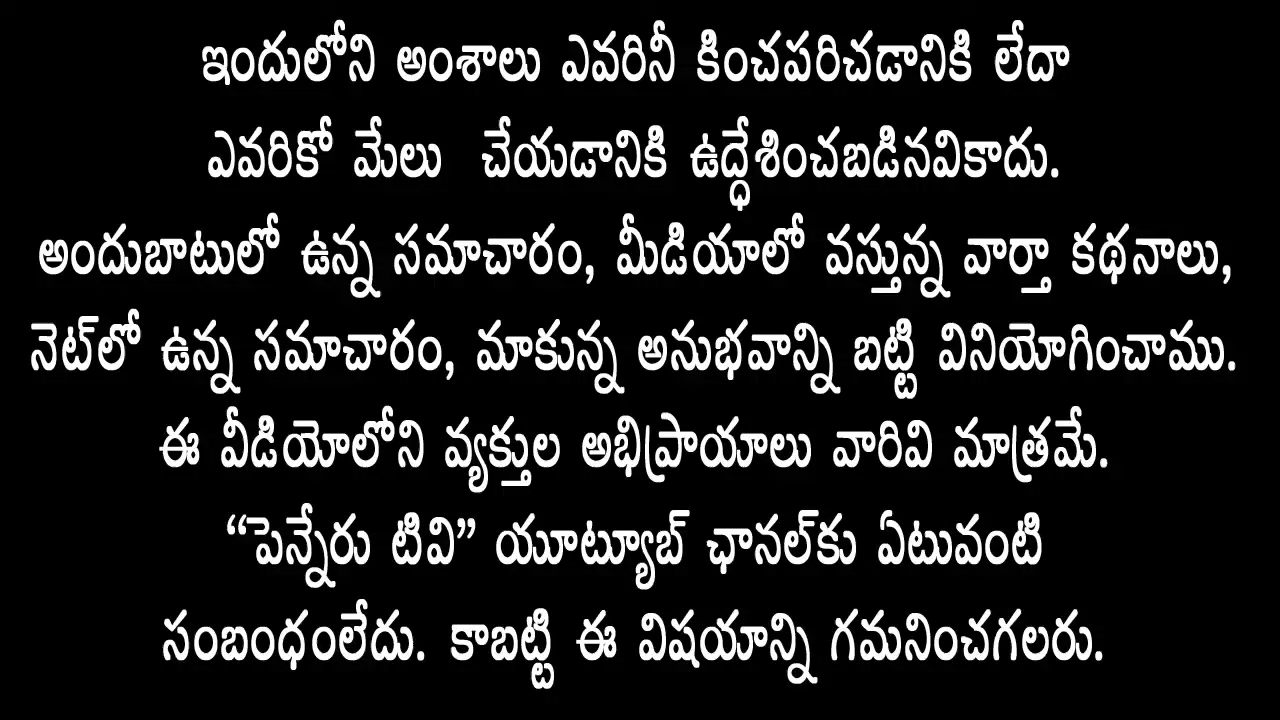 ఇందులోని అంశాలు ఎవరినీ కించపరిచడానికి లేదా
ఎవరికో మేలు చేయడానికి ఉద్ధేశించబడినవికాదు.
అందుబాటులో ఉన్న సమాచారం, మీడియాలో వస్తున్న వార్తా కథనాలు,
నెట్‌లో ఉన్న సమాచారం, మాకున్న అనుభవాన్ని బట్టి వినియోగించాము.
ఈ వీడియోలోని వ్యక్తుల అభిప్రాయాలు వారివి మాత్రమే.
“పెన్నేరు టివి” యూట్యూబ్ ఛానల్‌కు ఏటువంటి
సంబంధంలేదు. కాబట్టి ఈ విషయాన్ని గమనించగలరు.